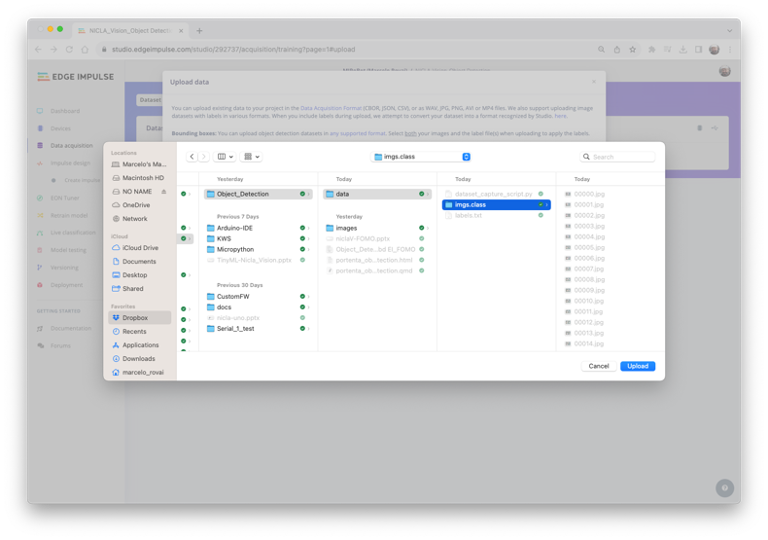 NICLA_Vision_Object Detecti
studio.edgeimpulse.com/studio/292737/acquisition/training?page=1#upload
EDGE IMPULSE
Upload data
You can upload existing data to your project in the Data Acquisition Format (CBOR, JSON, CSV), or as WAV, JPG, PNG, AVI or MP4 files. We also support uploading image
datasets with labels in various formats. When you include labels during upload, we attempt to convert your dataset into a format recognized by Studio here.
Bounding boxes: You can upload object detection datasets in any supported format. Select both your images and the label file(s) when uploading to apply the labels.
Dashboard
Devices
Data acquisition
Impulse design
EON Tuner
Retrain model
Live classification
Model testing
Versioning
Deployment
GETTING STARTED
Documentation
Forums
Dataset
imgs.class
Search
Locations
Marcelo's Ma...
Macintosh HD
NO NAME
OneDrive
Network
iCloud
iCloud Drive
Documents
Desktop
Shared
Favorites
Dropbox
Recents
Applications
Downloads
marcelo_rovai
Yesterday
Object_Detection
Previous 7 Days
Arduino-IDE
KWS
Micropython
TinyML-Nicla_Vision.pptx
Previous 30 Days
CustomFW
docs
nicla-uno.pptx
Serial_1_test
Today
data
Yesterday
images
niclaV-FOMO.pptx
Object_Dete...bd EI_FOMO
portenta_ob...tection.html
portenta_ob...tection.qmd
Today
dataset_capture_script.py
imgs.class
labels.txt
Today
00000.jpg
00001.jpg
00002.jpg
00003.jpg
00004.jpg
00005.jpg
00006.jpg
00007.jpg
00008.jpg
00009.jpg
00010.jpg
00011.jpg
00012.jpg
00013.jpg
00014.jpg
Cancel
Upload